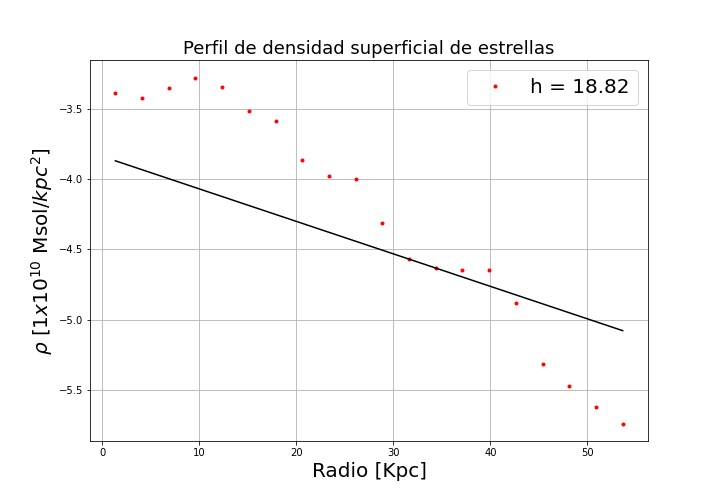 Perfil de densidad superficial de estrellas
h = 18.82
ρ [1x10^{10} Msol/kpc^2]
−3.5
−4.0
−4.5
−5.0
−5.5
0 10 20 30 40 50
Radio [Kpc]